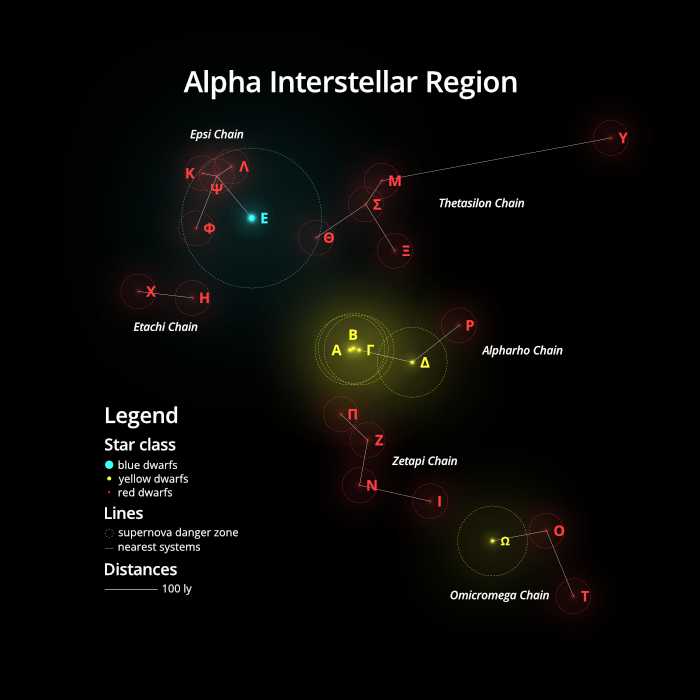 Alpha Interstellar Region
Epsi Chain
Υ
Κ
Λ
Μ
Ψ
Σ
Thetasilon Chain
Ε
Φ
Θ
Ξ
Χ
Η
Etachi Chain
Ρ
Β
Α
Γ
Δ
Alpharho Chain
Π
Ζ
Zetapi Chain
Ν
Ι
Ω
Ο
Omicromega Chain
Τ
Legend
Star class
blue dwarfs
yellow dwarfs
red dwarfs
Lines
supernova danger zone
nearest systems
Distances
100 ly